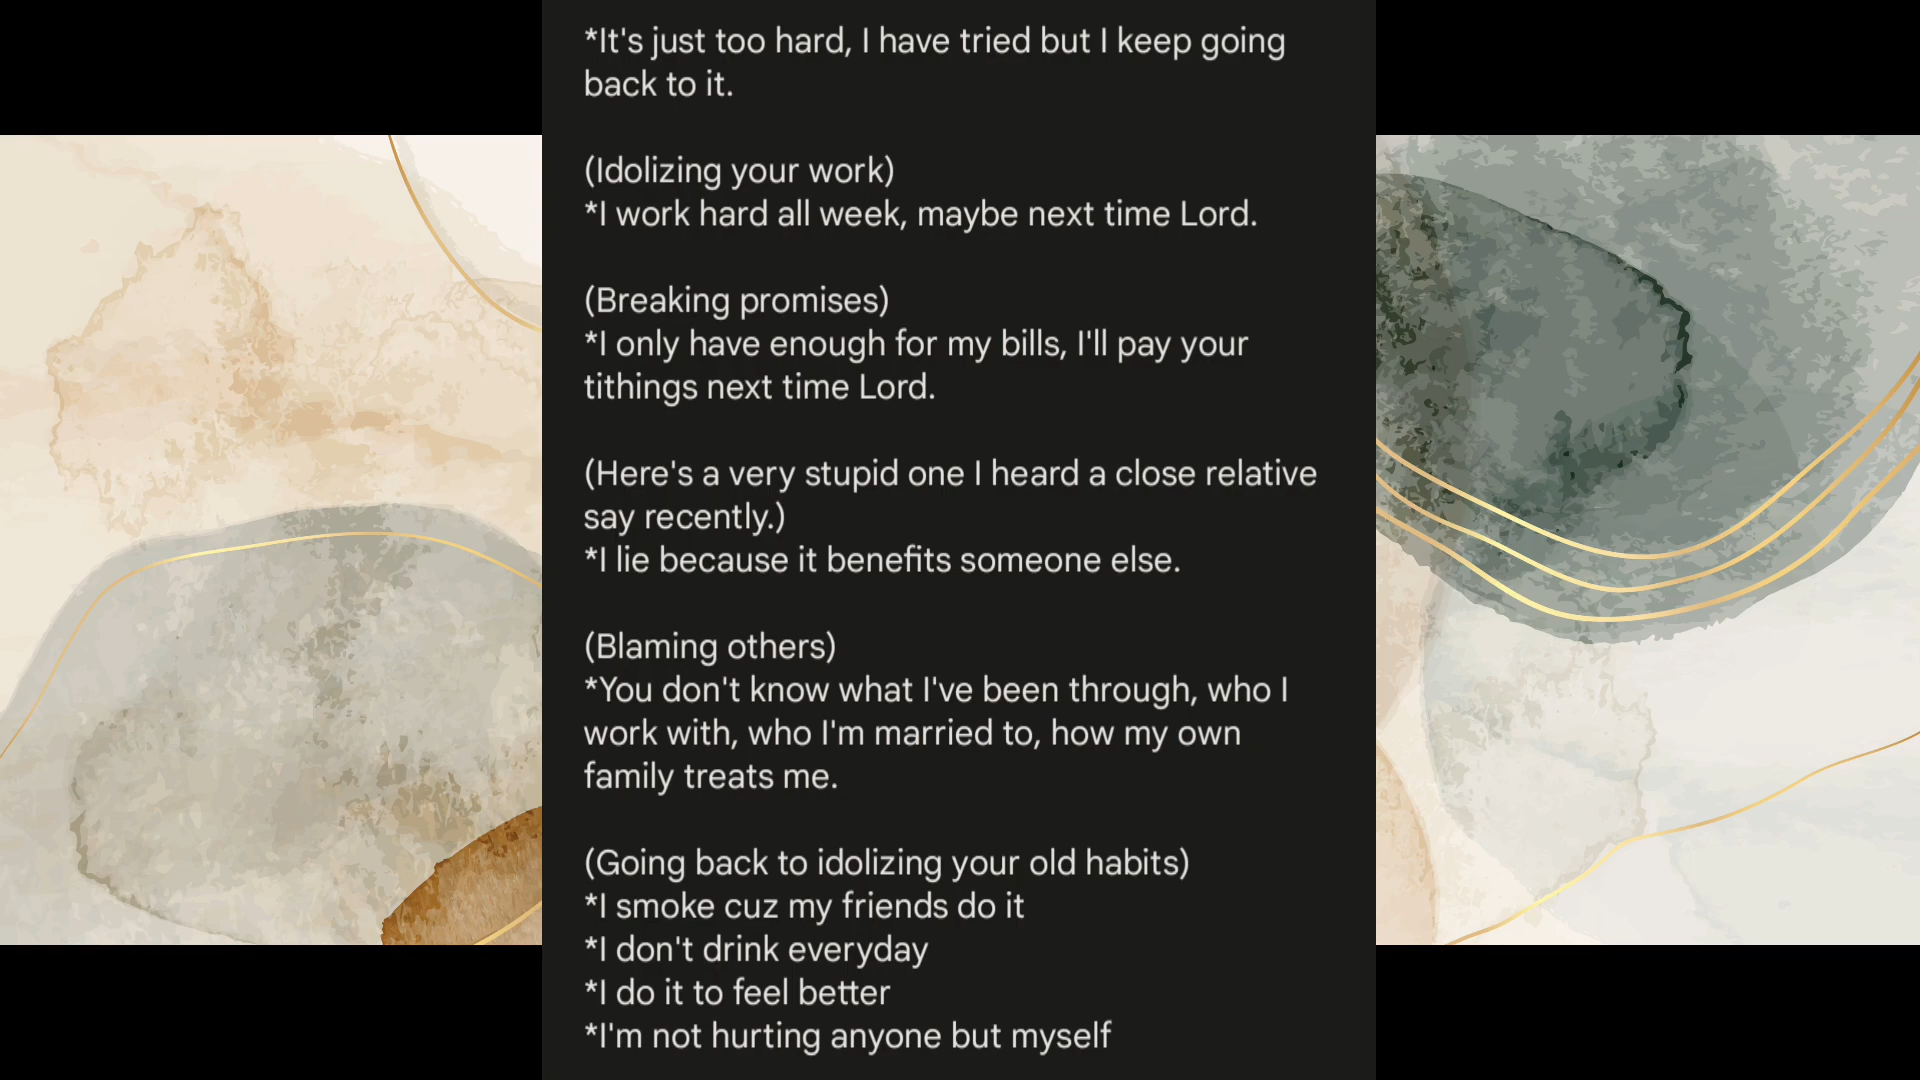 *It's just too hard, I have tried but I keep going
back to it.
(Idolizing your work)
*I work hard all week, maybe next time Lord.
(Breaking promises)
*I only have enough for my bills, I'll pay your
tithings next time Lord.
(Here's a very stupid one I heard a close relative
say recently.)
*I lie because it benefits someone else.
(Blaming others)
*You don't know what I've been through, who I
work with, who I'm married to, how my own
family treats me.
(Going back to idolizing your old habits)
*I smoke cuz my friends do it
*I don't drink everyday
*I do it to feel better
*I'm not hurting anyone but myself